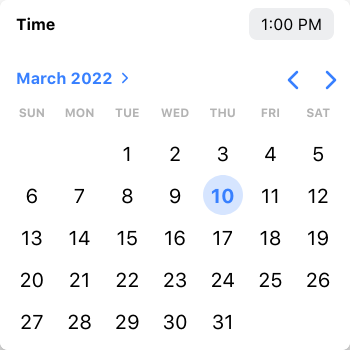 Time 1:00 PM
March 2022
SUN MON TUE WED THU FRI SAT
1 2 3 4 5
6 7 8 9 10 11 12
13 14 15 16 17 18 19
20 21 22 23 24 25 26
27 28 29 30 31